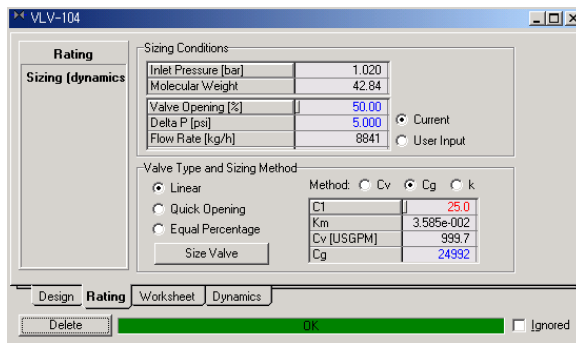 VLV-104
Rating
Sizing (dynamics
Sizing Conditions
Inlet Pressure [bar] 1.020
Molecular Weight 42.84
Valve Opening [%] 50.00
Delta P [psi] 5.000
Flow Rate [kg/h] 8841
Current
User Input
Valve Type and Sizing Method
Linear
Quick Opening
Equal Percentage
Size Valve
Method: Cv Cg k
C1 25.0
Km 3.585e-002
Cv [USGPM] 999.7
Cg 24992
Design Rating Worksheet Dynamics
Delete OK Ignored